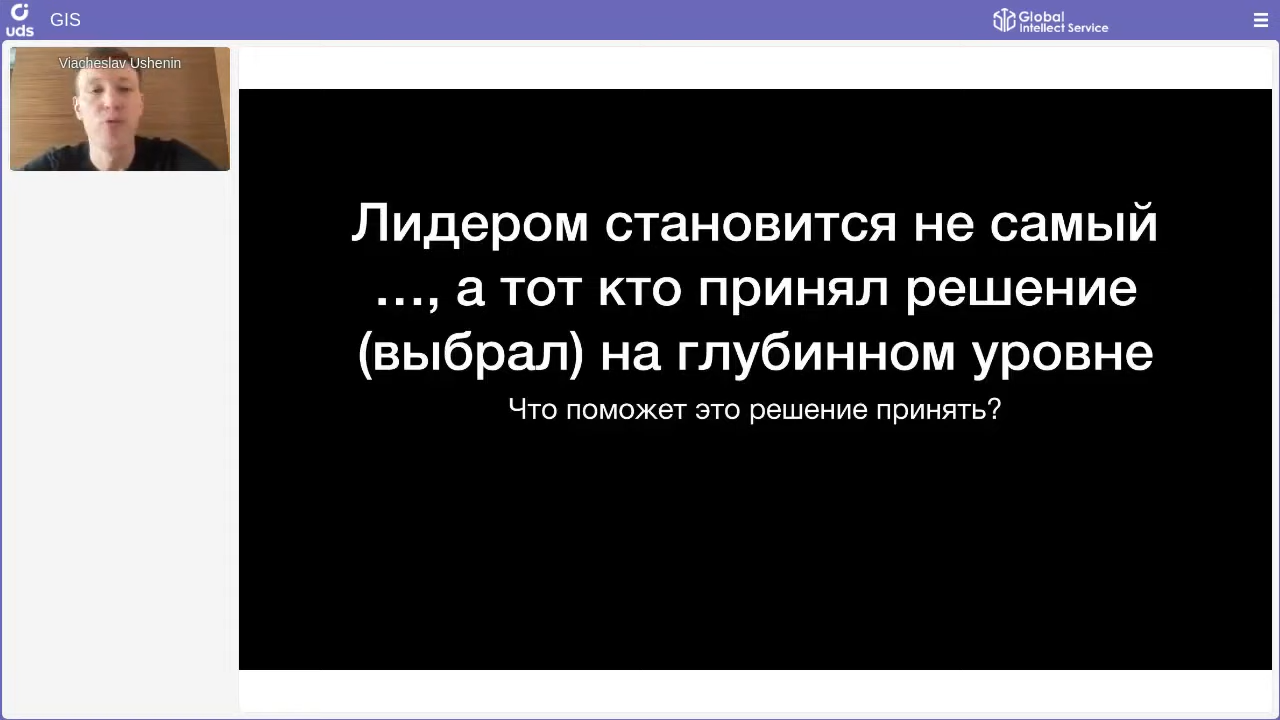 uds
GIS
Global
Intellect Service
Viacheslav Ushenin
Лидером становится не самый
…, а тот кто принял решение
(выбрал) на глубинном уровне
Что поможет это решение принять?